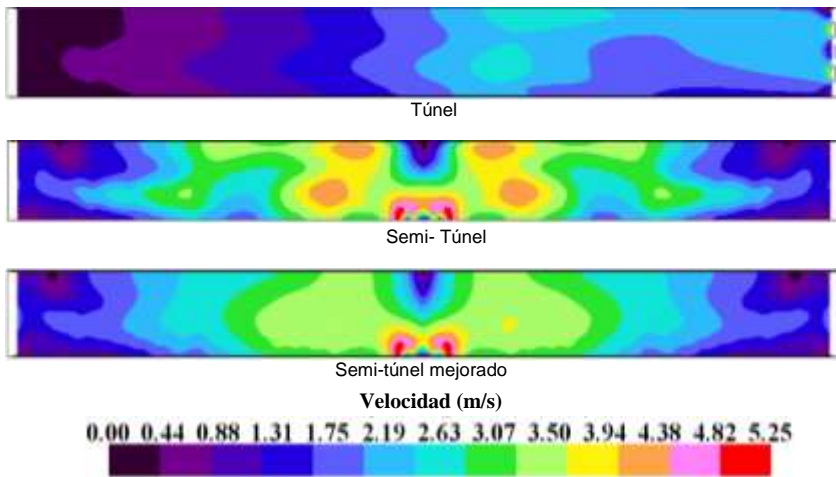 Túnel
Semi- Túnel
Semi-túnel mejorado
Velocidad (m/s)
0.00 0.44 0.88 1.31 1.75 2.19 2.63 3.07 3.50 3.94 4.38 4.82 5.25